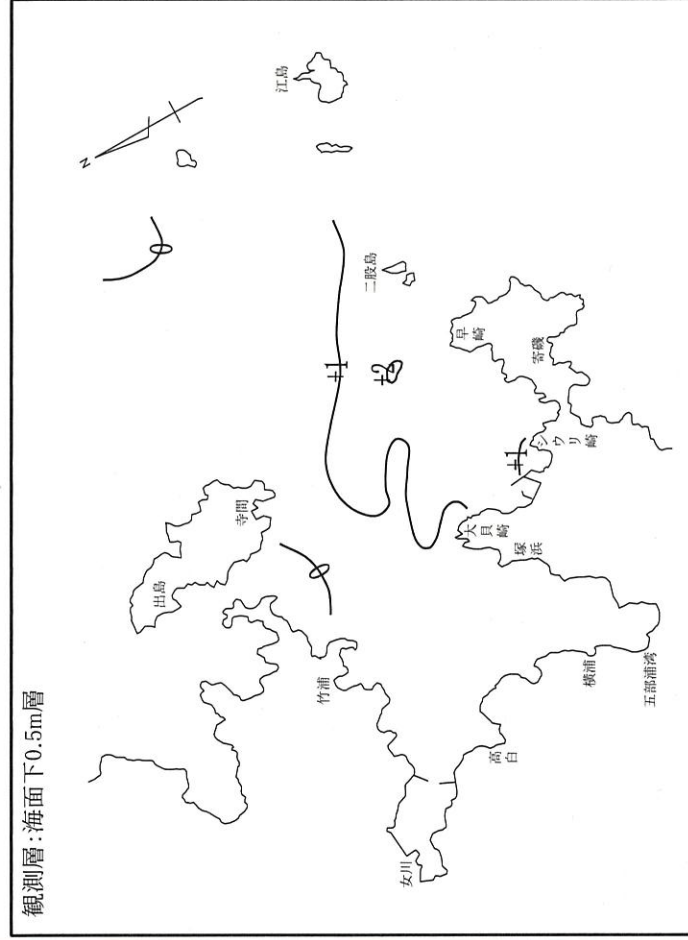 観測層:海面下0.5m層
N
江島
0
二股島
+1
+2
早崎
寄磯
シウリ崎
+1
寺間
出島
0
大貝崎
塚浜
竹浦
横浦
五部浦湾
高白
女川